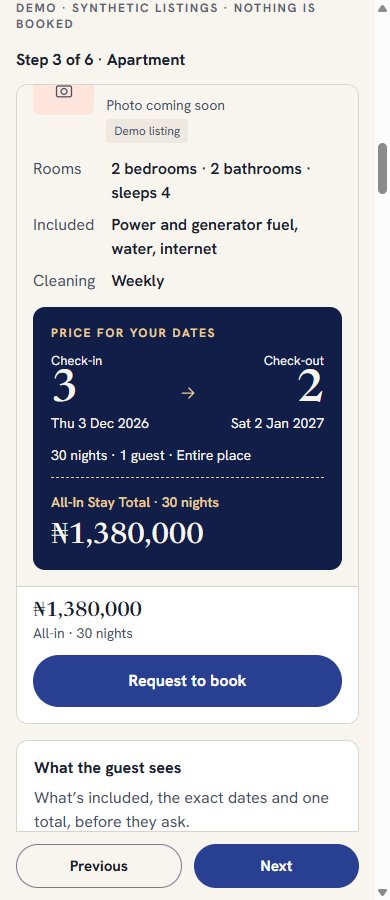 DEMO · SYNTHETIC LISTINGS · NOTHING IS
BOOKED
Step 3 of 6 · Apartment
Photo coming soon
Demo listing
Rooms 2 bedrooms · 2 bathrooms ·
sleeps 4
Included Power and generator fuel,
water, internet
Cleaning Weekly
PRICE FOR YOUR DATES
Check-in Check-out
3 → 2
Thu 3 Dec 2026 Sat 2 Jan 2027
30 nights · 1 guest · Entire place
All-In Stay Total · 30 nights
₦1,380,000
₦1,380,000
All-in · 30 nights
Request to book
What the guest sees
What’s included, the exact dates and one
total, before they ask.
Previous Next